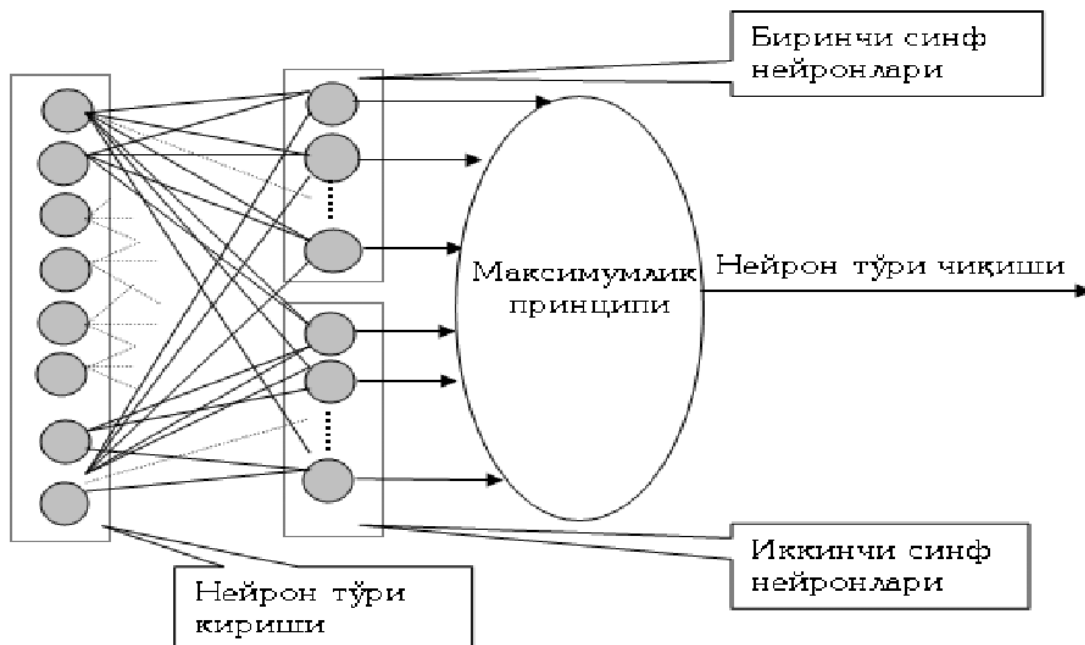 Биринчи синф
нейронлари
Максимумлик
принципи
Нейрон тўри чиқиши
Иккинчи синф
нейронлари
Нейрон тўри
кириши